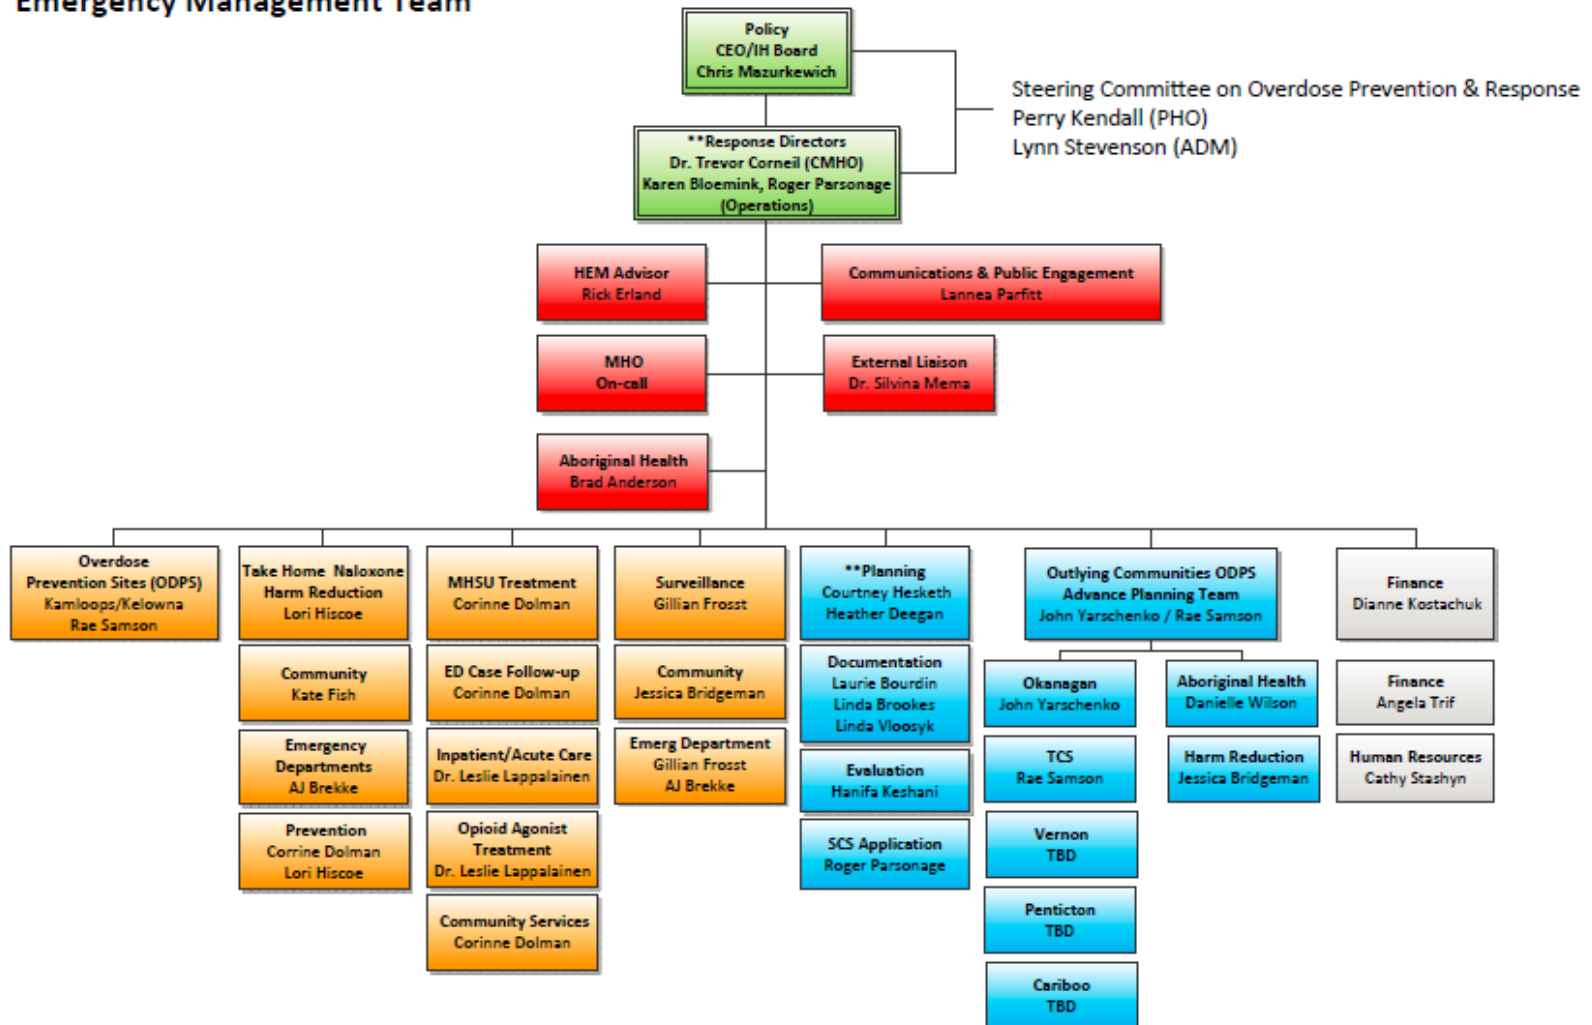 Emergency Management Team
Policy
CEO/IH Board
Chris Mazurkewich
Steering Committee on Overdose Prevention & Response
Perry Kendall (PHO)
Lynn Stevenson (ADM)
**Response Directors
Dr. Trevor Corneil (CMHO)
Karen Bloemink, Roger Parsonage
(Operations)
HEM Advisor
Rick Erland
Communications & Public Engagement
Lannea Parfitt
MHO
On-call
External Liaison
Dr. Silvina Mema
Aboriginal Health
Brad Anderson
Overdose
Prevention Sites (ODPS)
Kamloops/Kelowna
Rae Samson
Take Home Naloxone
Harm Reduction
Lori Hiscoe
Community
Kate Fish
Emergency
Departments
AJ Brekke
Prevention
Corrine Dolman
Lori Hiscoe
MHSU Treatment
Corinne Dolman
ED Case Follow-up
Corinne Dolman
Inpatient/Acute Care
Dr. Leslie Lappalainen
Opioid Agonist
Treatment
Dr. Leslie Lappalainen
Community Services
Corinne Dolman
Surveillance
Gillian Frosst
Community
Jessica Bridgeman
Emerg Department
Gillian Frosst
AJ Brekke
**Planning
Courtney Hesketh
Heather Deegan
Documentation
Laurie Bourdin
Linda Brookes
Linda Vloosyk
Evaluation
Hanifa Keshani
SCS Application
Roger Parsonage
Outlying Communities ODPS
Advance Planning Team
John Yarschenko / Rae Samson
Okanagan
John Yarschenko
TCS
Rae Samson
Vernon
TBD
Penticton
TBD
Cariboo
TBD
Aboriginal Health
Danielle Wilson
Harm Reduction
Jessica Bridgeman
Finance
Dianne Kostachuk
Finance
Angela Trif
Human Resources
Cathy Stashyn